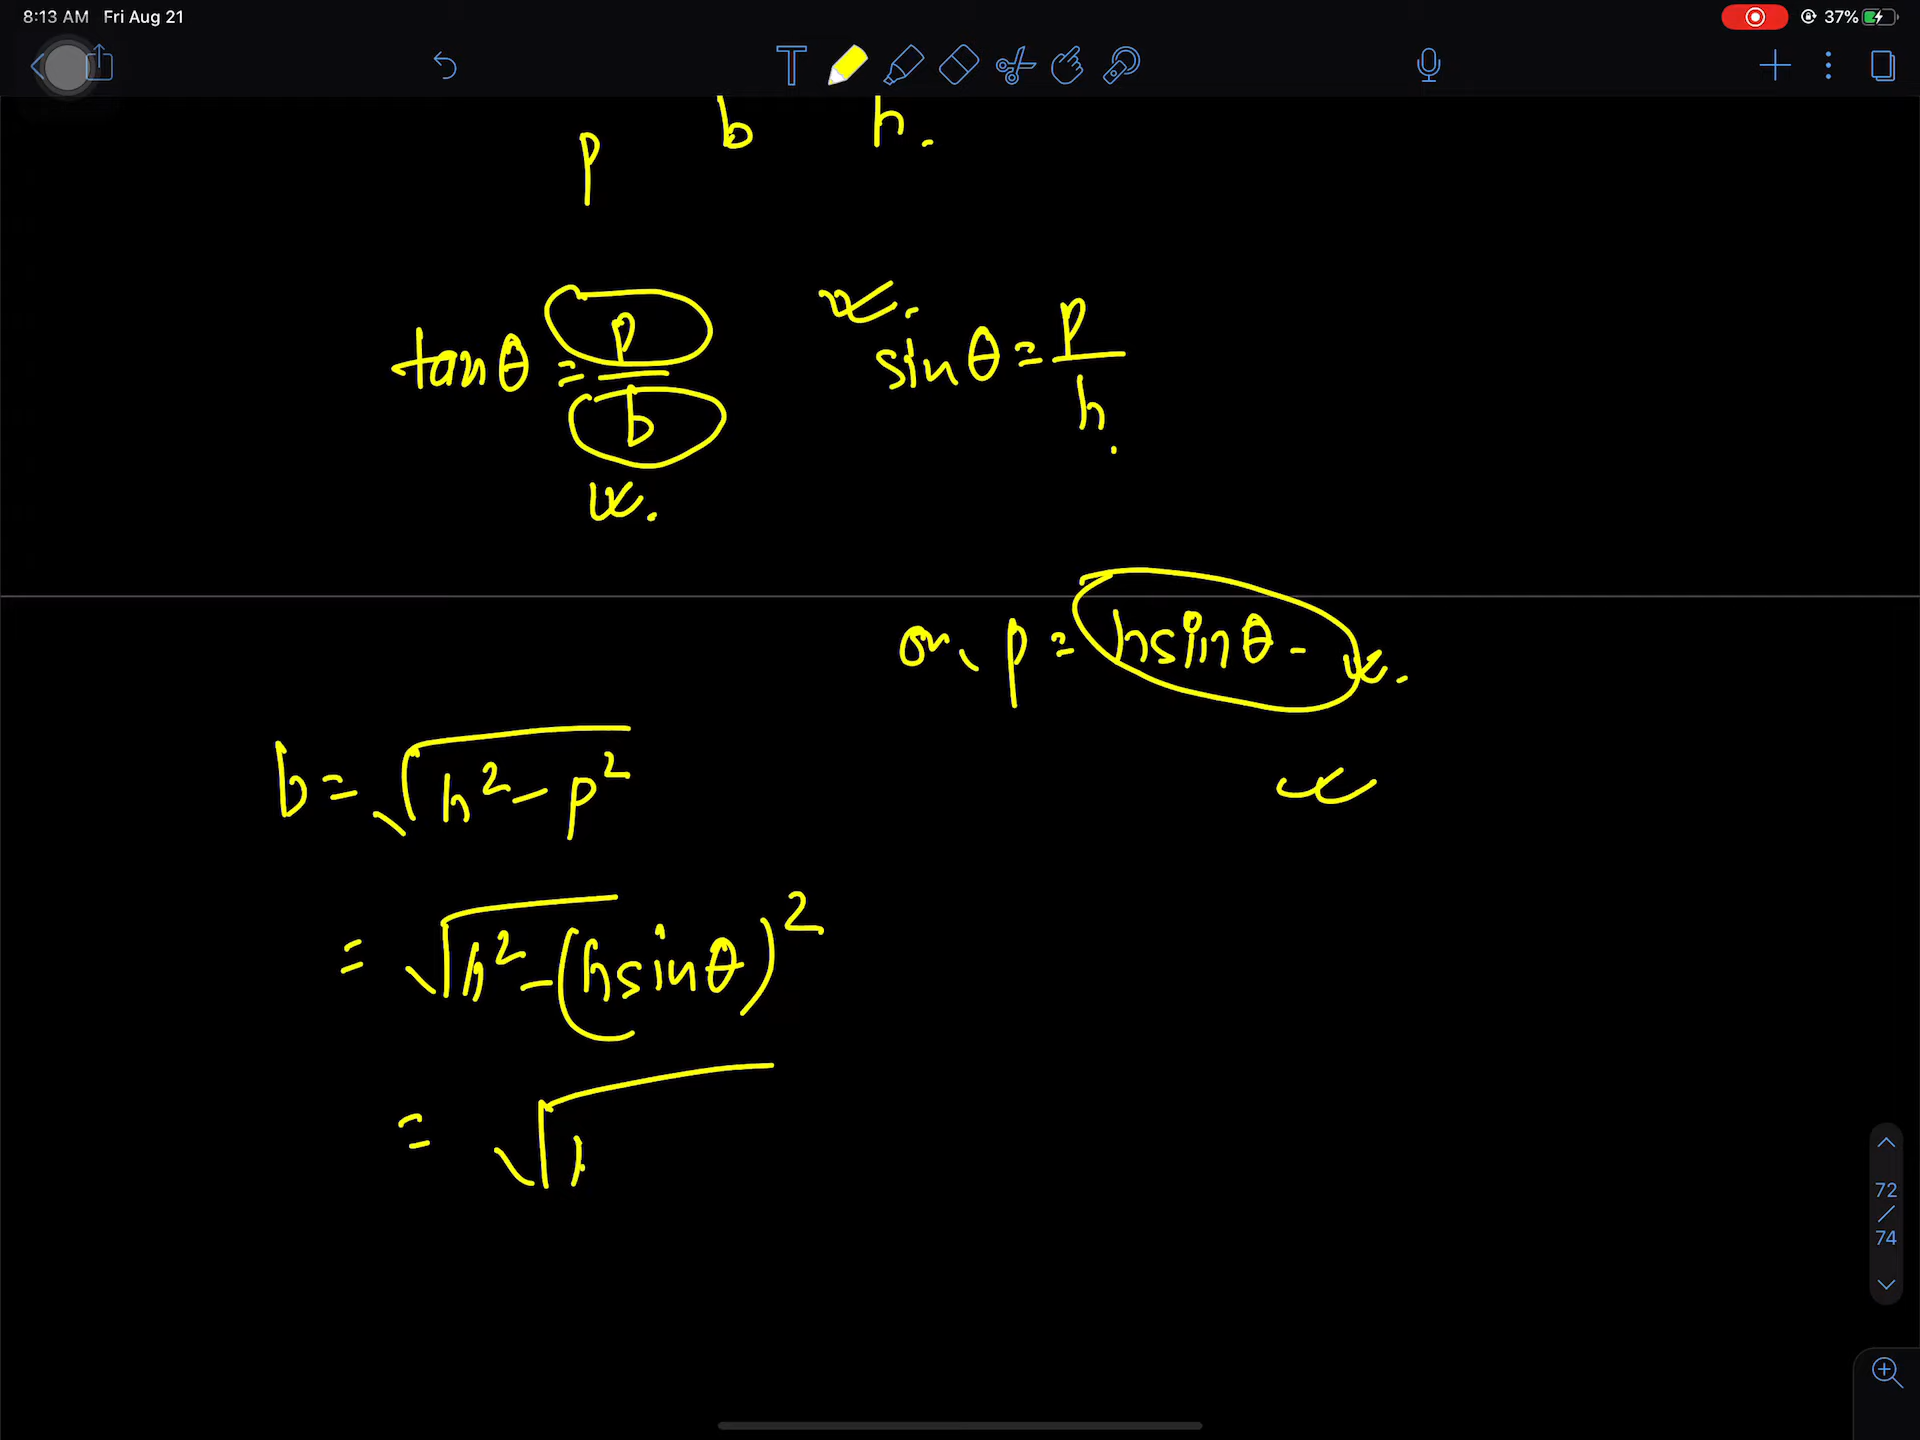 8:13 AM Fri Aug 21
37%
T
p b h.
tanθ = p/b
sinθ = p/h.
or, p = hsinθ -
b = √h² - p²
= √h² - (hsinθ)²
= √
72
/
74